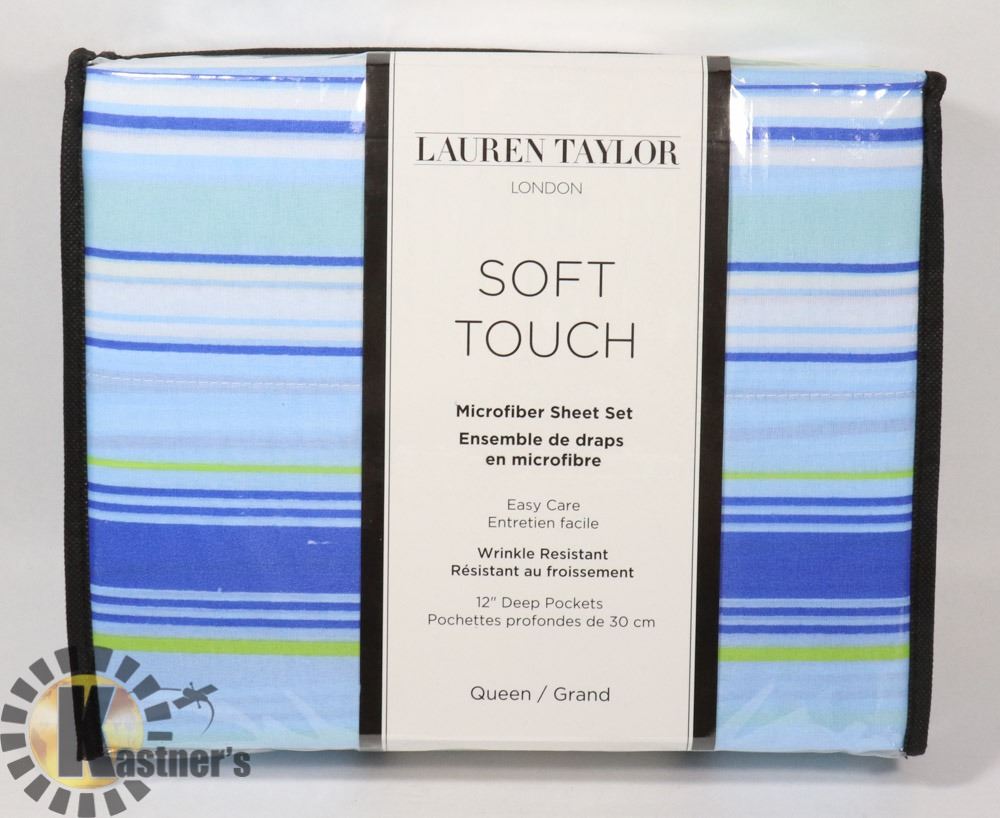 LAUREN TAYLOR
LONDON
SOFT
TOUCH
Microfiber Sheet Set
Ensemble de draps
en microfibre
Easy Care
Entretien facile
Wrinkle Resistant
Résistant au froissement
12" Deep Pockets
Pochettes profondes de 30 cm
Queen / Grand
Kastner's